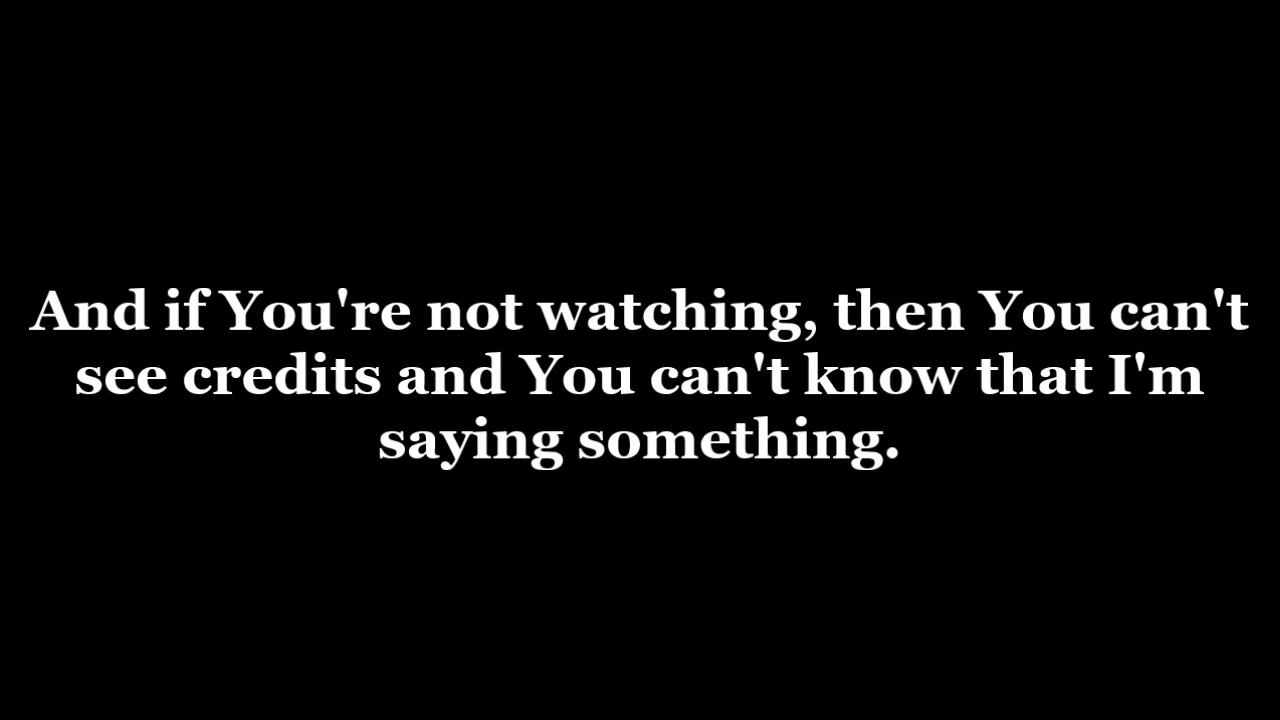 And if You're not watching, then You can't
see credits and You can't know that I'm
saying something.